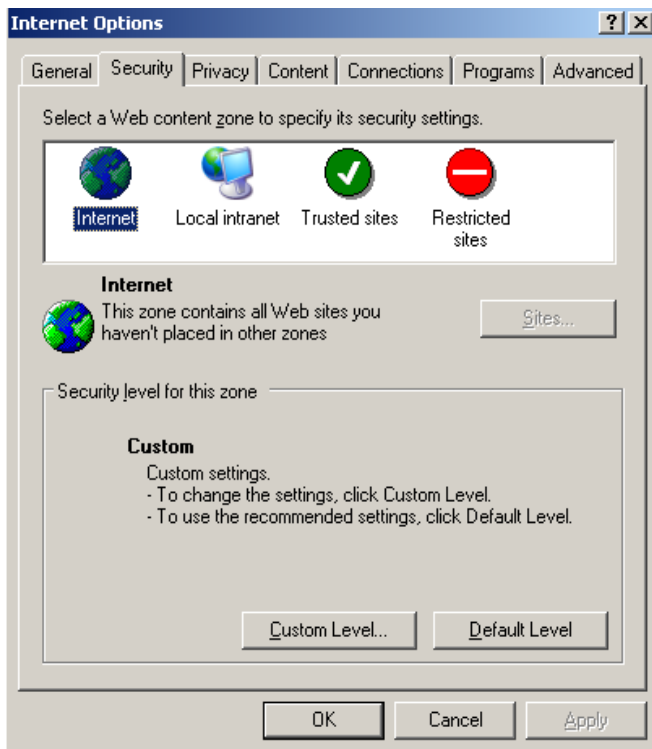 Internet Options
General Security Privacy Content Connections Programs Advanced
Select a Web content zone to specify its security settings.
Internet Local intranet Trusted sites Restricted
sites
Internet
This zone contains all Web sites you
haven't placed in other zones
Sites...
Security level for this zone
Custom
Custom settings.
- To change the settings, click Custom Level.
- To use the recommended settings, click Default Level.
Custom Level... Default Level
OK Cancel Apply